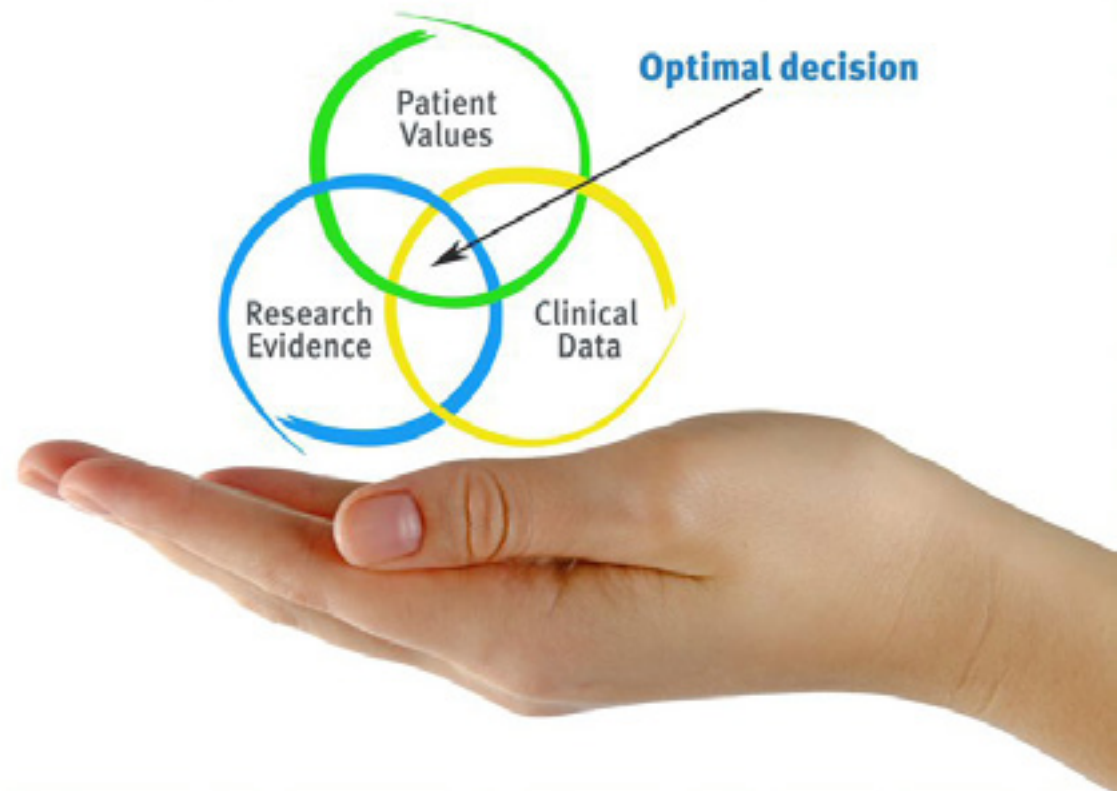 Optimal decision
Patient
Values
Research
Evidence
Clinical
Data